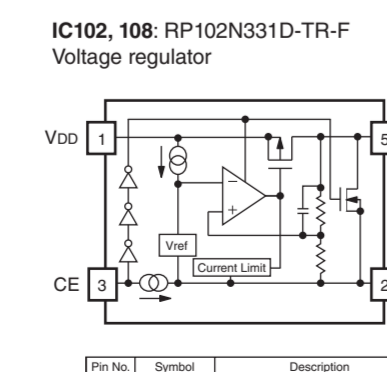 IC102, 108: RP102N331D-TR-F
Voltage regulator
VDD 1
5
−
+
Vref
Current Limit
CE 3
2
Pin No. Symbol Description